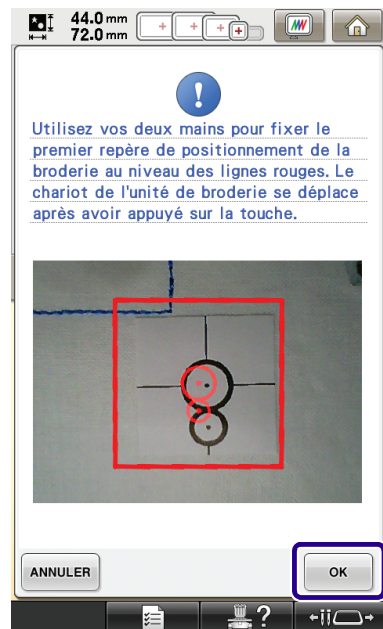 44.0 mm
72.0 mm
Utilisez vos deux mains pour fixer le
premier repère de positionnement de la
broderie au niveau des lignes rouges. Le
chariot de l'unité de broderie se déplace
après avoir appuyé sur la touche.
ANNULER
OK
?